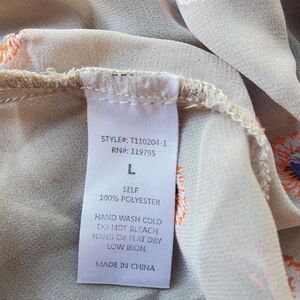 STYLE#: T110204-1
RN#: 119795
L
SELF
100% POLYESTER
HAND WASH COLD
DO NOT BLEACH
HANG OR FLAT DRY
LOW IRON
MADE IN CHINA